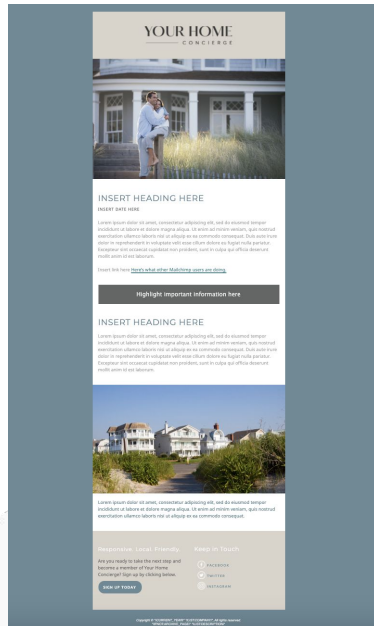 YOUR HOME
CONCIERGE
INSERT HEADING HERE
INSERT DATE HERE
Lorem ipsum dolor sit amet, consectetur adipiscing elit, sed do eiusmod tempor
incididunt ut labore et dolore magna aliqua. Ut enim ad minim veniam, quis nostrud
exercitation ullamco laboris nisi ut aliquip ex ea commodo consequat. Duis aute irure
dolor in reprehenderit in voluptate velit esse cillum dolore eu fugiat nulla pariatur.
Excepteur sint occaecat cupidatat non proident, sunt in culpa qui officia deserunt
mollit anim id est laborum.
Insert link here Here's what other Mailchimp users are doing.
Highlight important information here
INSERT HEADING HERE
Lorem ipsum dolor sit amet, consectetur adipiscing elit, sed do eiusmod tempor
incididunt ut labore et dolore magna aliqua. Ut enim ad minim veniam, quis nostrud
exercitation ullamco laboris nisi ut aliquip ex ea commodo consequat. Duis aute irure
dolor in reprehenderit in voluptate velit esse cillum dolore eu fugiat nulla pariatur.
Excepteur sint occaecat cupidatat non proident, sunt in culpa qui officia deserunt
mollit anim id est laborum.
Lorem ipsum dolor sit amet, consectetur adipiscing elit, sed do eiusmod tempor
incididunt ut labore et dolore magna aliqua. Ut enim ad minim veniam, quis nostrud
exercitation ullamco laboris nisi ut aliquip ex ea commodo consequat.
Responsive. Local. Friendly.
Are you ready to take the next step and
become a member of Your Home
Concierge? Sign up by clicking below.
SIGN UP TODAY
Keep in Touch
FACEBOOK
TWITTER
INSTAGRAM
Copyright © *|CURRENT_YEAR|* *|LIST:COMPANY|*, All rights reserved.